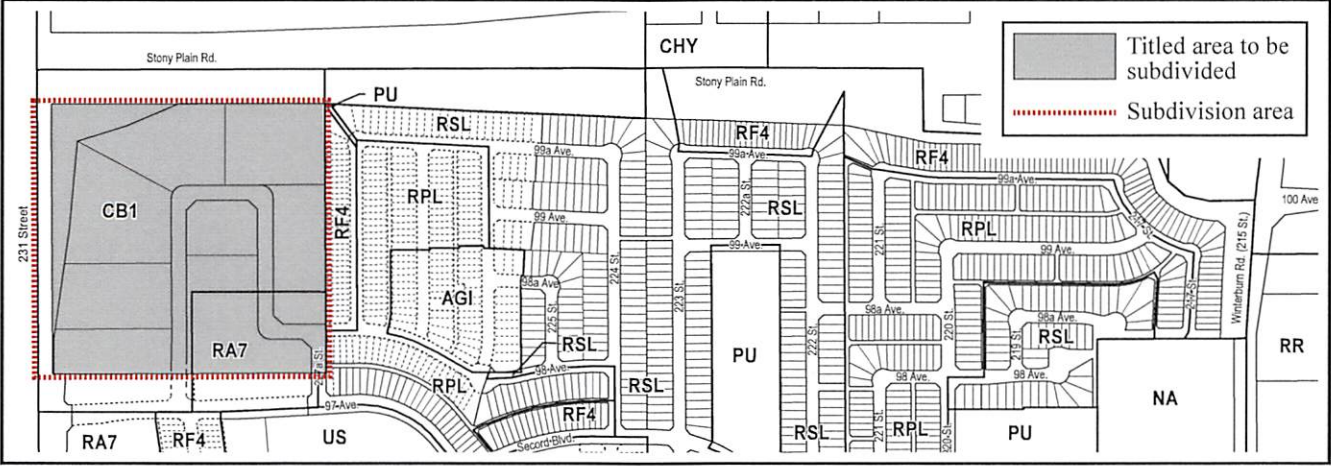 Stony Plain Rd.
CHY
Stony Plain Rd.
Titled area to be
subdivided
Subdivision area
PU
RSL
RF4
RF4
99a Ave.
99a Ave.
99a Ave.
RPL
222a St.
RSL
100 Ave
CB1
231 Street
RF4
99 Ave.
99 Ave.
221 St.
RPL
99 Ave.
217 St.
Winterburn Rd. (215 St.)
224 St.
223 St.
98a Ave.
AGI
225 St.
222 St.
98a Ave.
220 St.
98a Ave.
219 St.
RSL
RA7
RSL
PU
RR
RPL
98 Ave.
RSL
98 Ave.
98 Ave.
NA
97 Ave.
RF4
RA7
RF4
US
Secord Blvd.
RSL
221 St.
RPL
PU